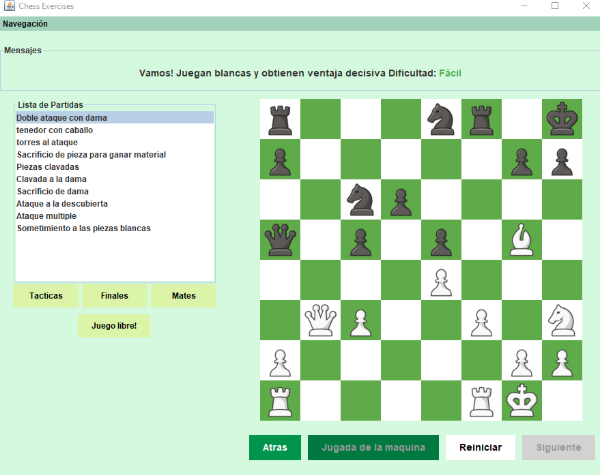 Chess Exercises
Navegación
Mensajes
Vamos! Juegan blancas y obtienen ventaja decisiva Dificultad: Fácil
Lista de Partidas
Doble ataque con dama
tenedor con caballo
torres al ataque
Sacrificio de pieza para ganar material
Piezas clavadas
Clavada a la dama
Sacrificio de dama
Ataque a la descubierta
Ataque multiple
Sometimiento a las piezas blancas
Tacticas Finales Mates
Juego libre!
Atras Jugada de la maquina Reiniciar Siguiente